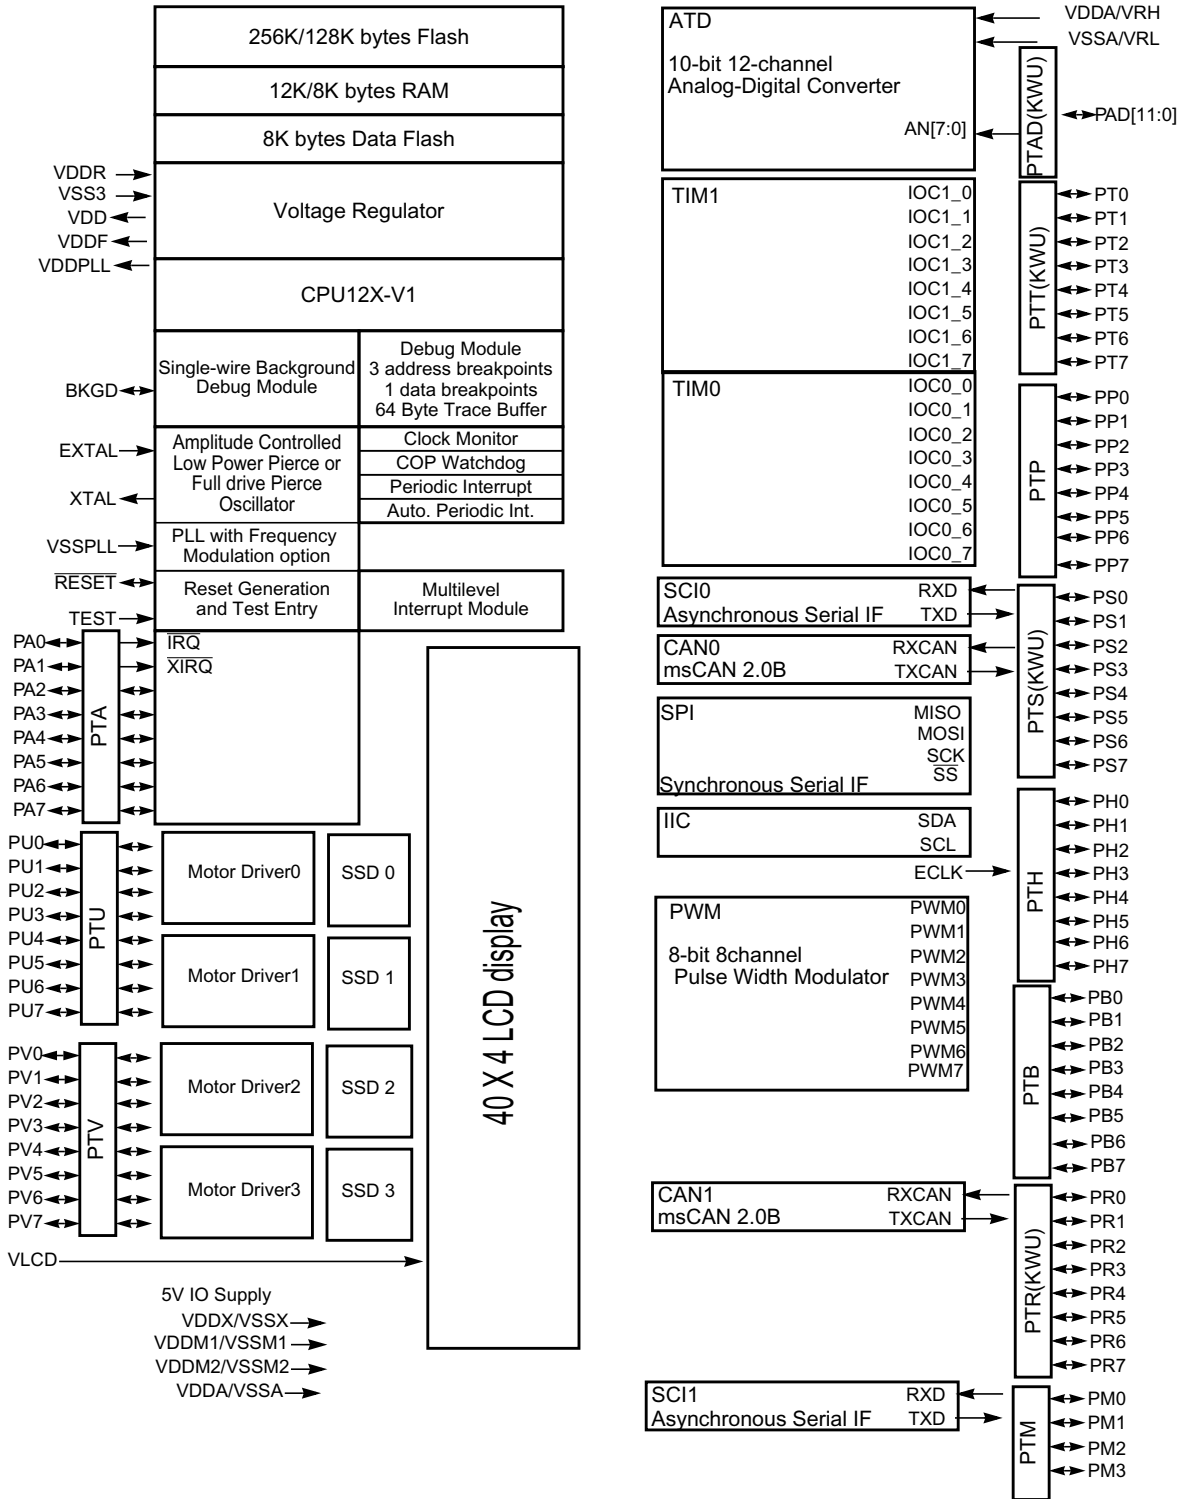 256K/128K bytes Flash
12K/8K bytes RAM
8K bytes Data Flash
VDDR
VSS3
VDD
VDDF
VDDPLL
Voltage Regulator
CPU12X-V1
BKGD
Single-wire Background
Debug Module
Debug Module
3 address breakpoints
1 data breakpoints
64 Byte Trace Buffer
EXTAL
XTAL
Amplitude Controlled
Low Power Pierce or
Full drive Pierce
Oscillator
Clock Monitor
COP Watchdog
Periodic Interrupt
Auto. Periodic Int.
VSSPLL
PLL with Frequency
Modulation option
RESET
TEST
Reset Generation
and Test Entry
Multilevel
Interrupt Module
PA0
PA1
PA2
PA3
PA4
PA5
PA6
PA7
PTA
IRQ
XIRQ
PU0
PU1
PU2
PU3
PU4
PU5
PU6
PU7
PTU
Motor Driver0
SSD 0
Motor Driver1
SSD 1
PV0
PV1
PV2
PV3
PV4
PV5
PV6
PV7
PTV
Motor Driver2
SSD 2
Motor Driver3
SSD 3
40 X 4 LCD display
VLCD
5V IO Supply
VDDX/VSSX
VDDM1/VSSM1
VDDM2/VSSM2
VDDA/VSSA
ATD
10-bit 12-channel
Analog-Digital Converter
AN[7:0]
VDDA/VRH
VSSA/VRL
PTAD(KWU)
PAD[11:0]
TIM1
IOC1_0
IOC1_1
IOC1_2
IOC1_3
IOC1_4
IOC1_5
IOC1_6
IOC1_7
PTT(KWU)
PT0
PT1
PT2
PT3
PT4
PT5
PT6
PT7
TIM0
IOC0_0
IOC0_1
IOC0_2
IOC0_3
IOC0_4
IOC0_5
IOC0_6
IOC0_7
PTP
PP0
PP1
PP2
PP3
PP4
PP5
PP6
PP7
SCI0
Asynchronous Serial IF
RXD
TXD
CAN0
msCAN 2.0B
RXCAN
TXCAN
SPI
Synchronous Serial IF
MISO
MOSI
SCK
SS
PTS(KWU)
PS0
PS1
PS2
PS3
PS4
PS5
PS6
PS7
IIC
SDA
SCL
ECLK
PTH
PH0
PH1
PH2
PH3
PH4
PH5
PH6
PH7
PWM
8-bit 8channel
Pulse Width Modulator
PWM0
PWM1
PWM2
PWM3
PWM4
PWM5
PWM6
PWM7
PTB
PB0
PB1
PB2
PB3
PB4
PB5
PB6
PB7
CAN1
msCAN 2.0B
RXCAN
TXCAN
PTR(KWU)
PR0
PR1
PR2
PR3
PR4
PR5
PR6
PR7
SCI1
Asynchronous Serial IF
RXD
TXD
PTM
PM0
PM1
PM2
PM3